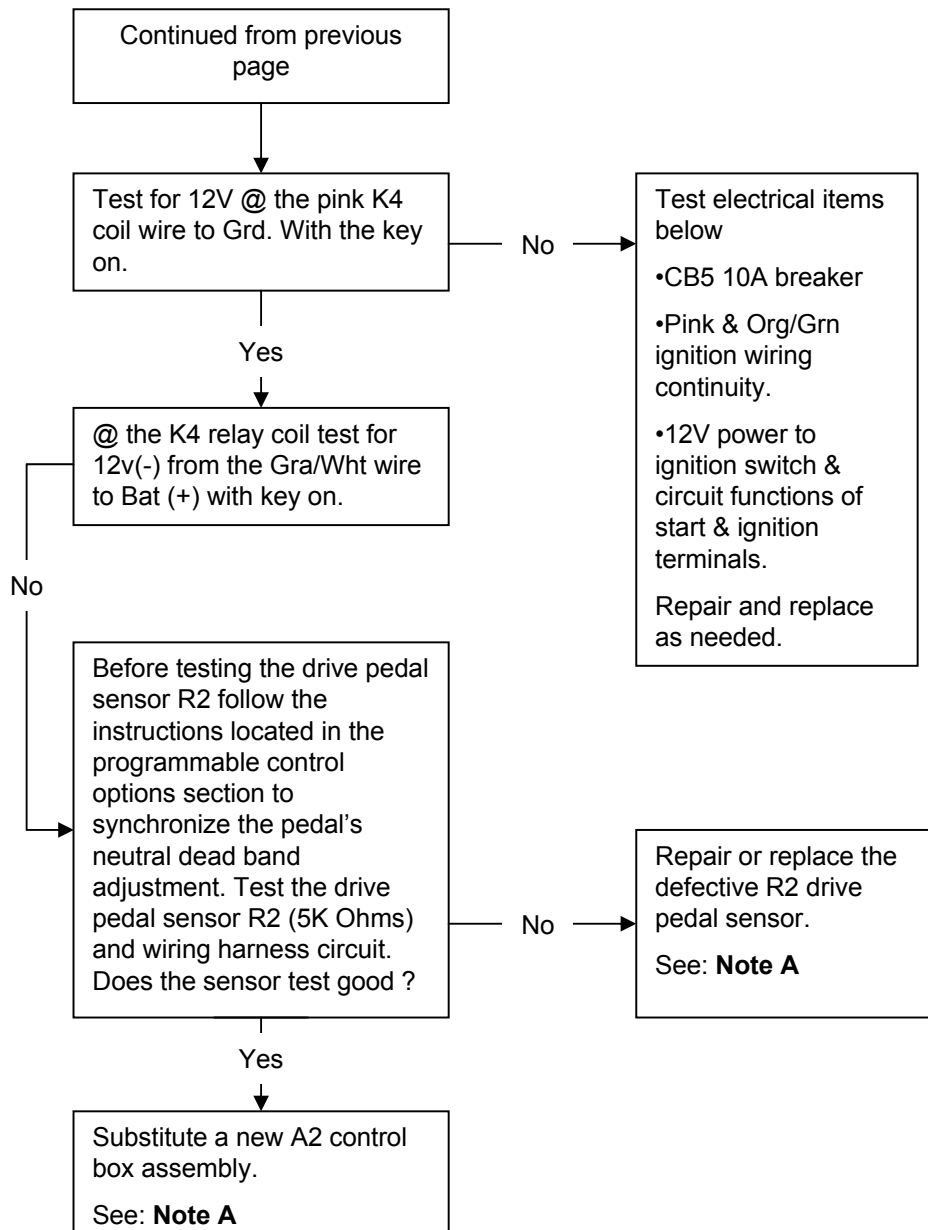 Continued from previous
page
Test for 12V @ the pink K4
coil wire to Grd. With the key
on.
No
Test electrical items
below
•CB5 10A breaker
•Pink & Org/Grn
ignition wiring
continuity.
•12V power to
ignition switch &
circuit functions of
start & ignition
terminals.
Repair and replace
as needed.
Yes
@ the K4 relay coil test for
12v(-) from the Gra/Wht wire
to Bat (+) with key on.
No
Before testing the drive pedal
sensor R2 follow the
instructions located in the
programmable control
options section to
synchronize the pedal’s
neutral dead band
adjustment. Test the drive
pedal sensor R2 (5K Ohms)
and wiring harness circuit.
Does the sensor test good ?
No
Repair or replace the
defective R2 drive
pedal sensor.
See: Note A
Yes
Substitute a new A2 control
box assembly.
See: Note A